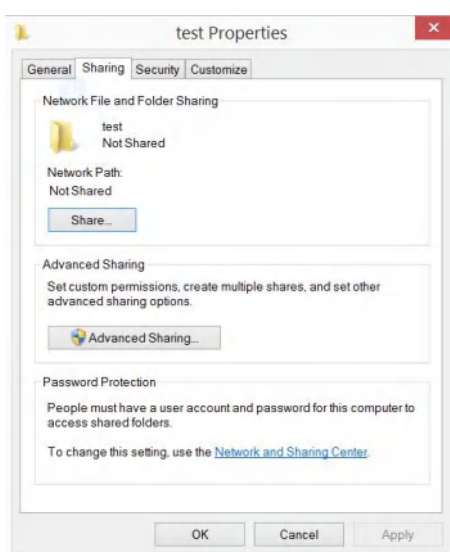 test Properties
General Sharing Security Customize
Network File and Folder Sharing
test
Not Shared
Network Path:
Not Shared
Share...
Advanced Sharing
Set custom permissions, create multiple shares, and set other
advanced sharing options.
Advanced Sharing...
Password Protection
People must have a user account and password for this computer to
access shared folders.
To change this setting, use the Network and Sharing Center.
OK Cancel Apply